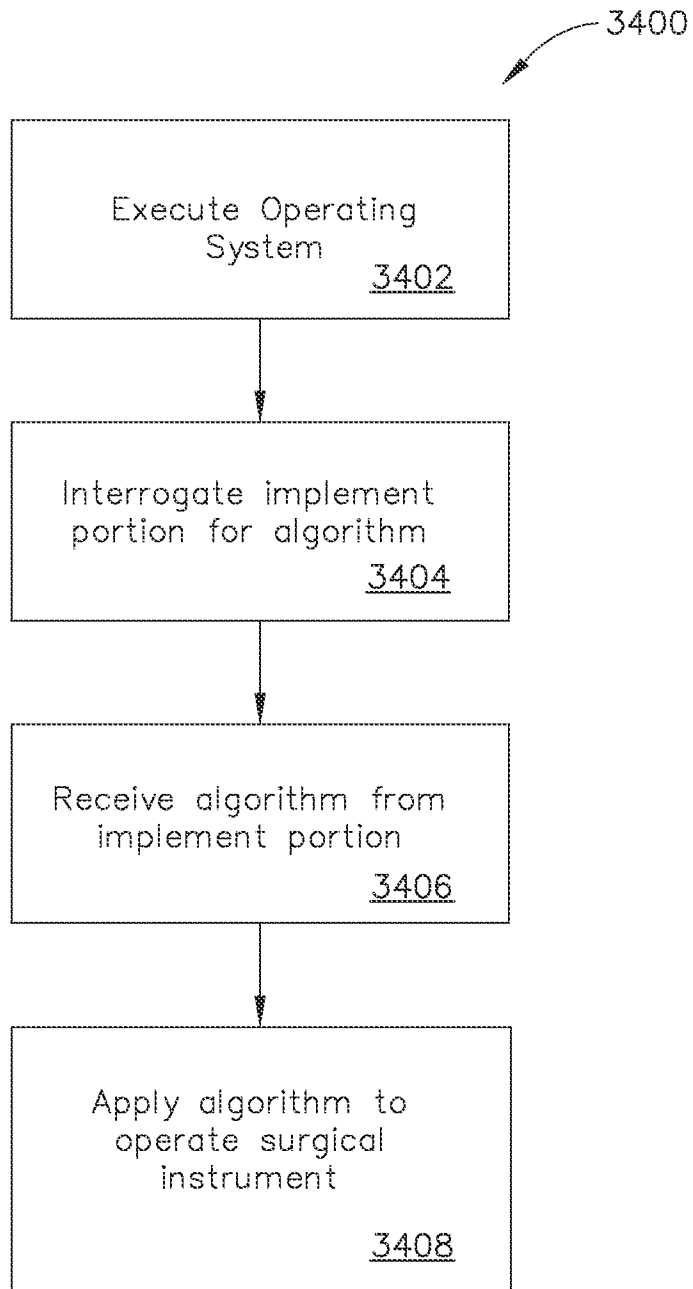 3400
Execute Operating
System
3402
Interrogate implement
portion for algorithm
3404
Receive algorithm from
implement portion
3406
Apply algorithm to
operate surgical
instrument
3408